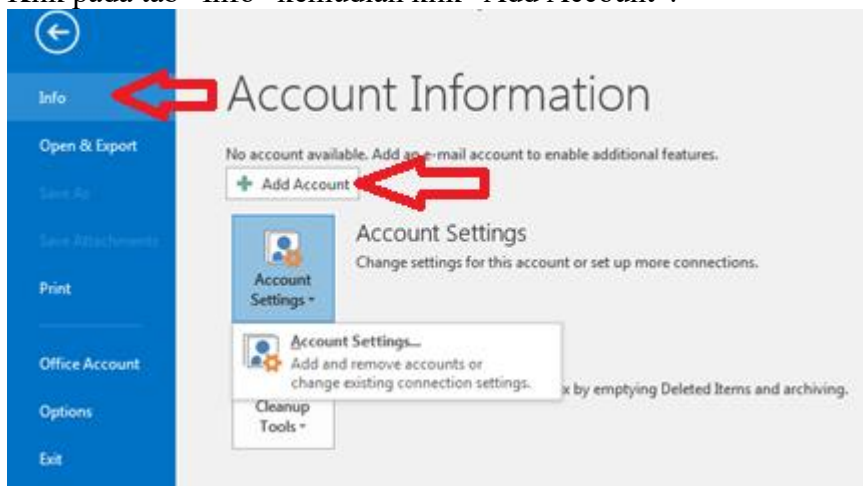 Klik pada tab "Info" kemudian klik "Add Account".
Info
Open & Export
Save As
Save Attachments
Print
Office Account
Options
Exit
Account Information
No account available. Add an e-mail account to enable additional features.
Add Account
Account Settings
Change settings for this account or set up more connections.
Account
Settings
Account Settings...
Add and remove accounts or
change existing connection settings.
x by emptying Deleted Items and archiving.
Cleanup
Tools